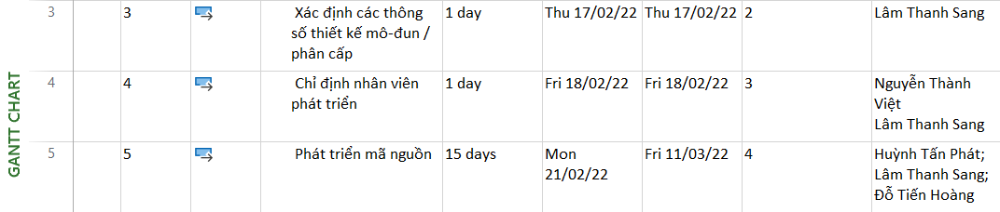 GANTT CHART
3 3 Xác định các thông 1 day Thu 17/02/22 Thu 17/02/22 2 Lâm Thanh Sang
số thiết kế mô-đun /
phân cấp
4 4 Chỉ định nhân viên 1 day Fri 18/02/22 Fri 18/02/22 3 Nguyễn Thành
phát triển Việt
Lâm Thanh Sang
5 5 Phát triển mã nguồn 15 days Mon Fri 11/03/22 4 Huỳnh Tấn Phát;
21/02/22 Lâm Thanh Sang;
Đỗ Tiến Hoàng